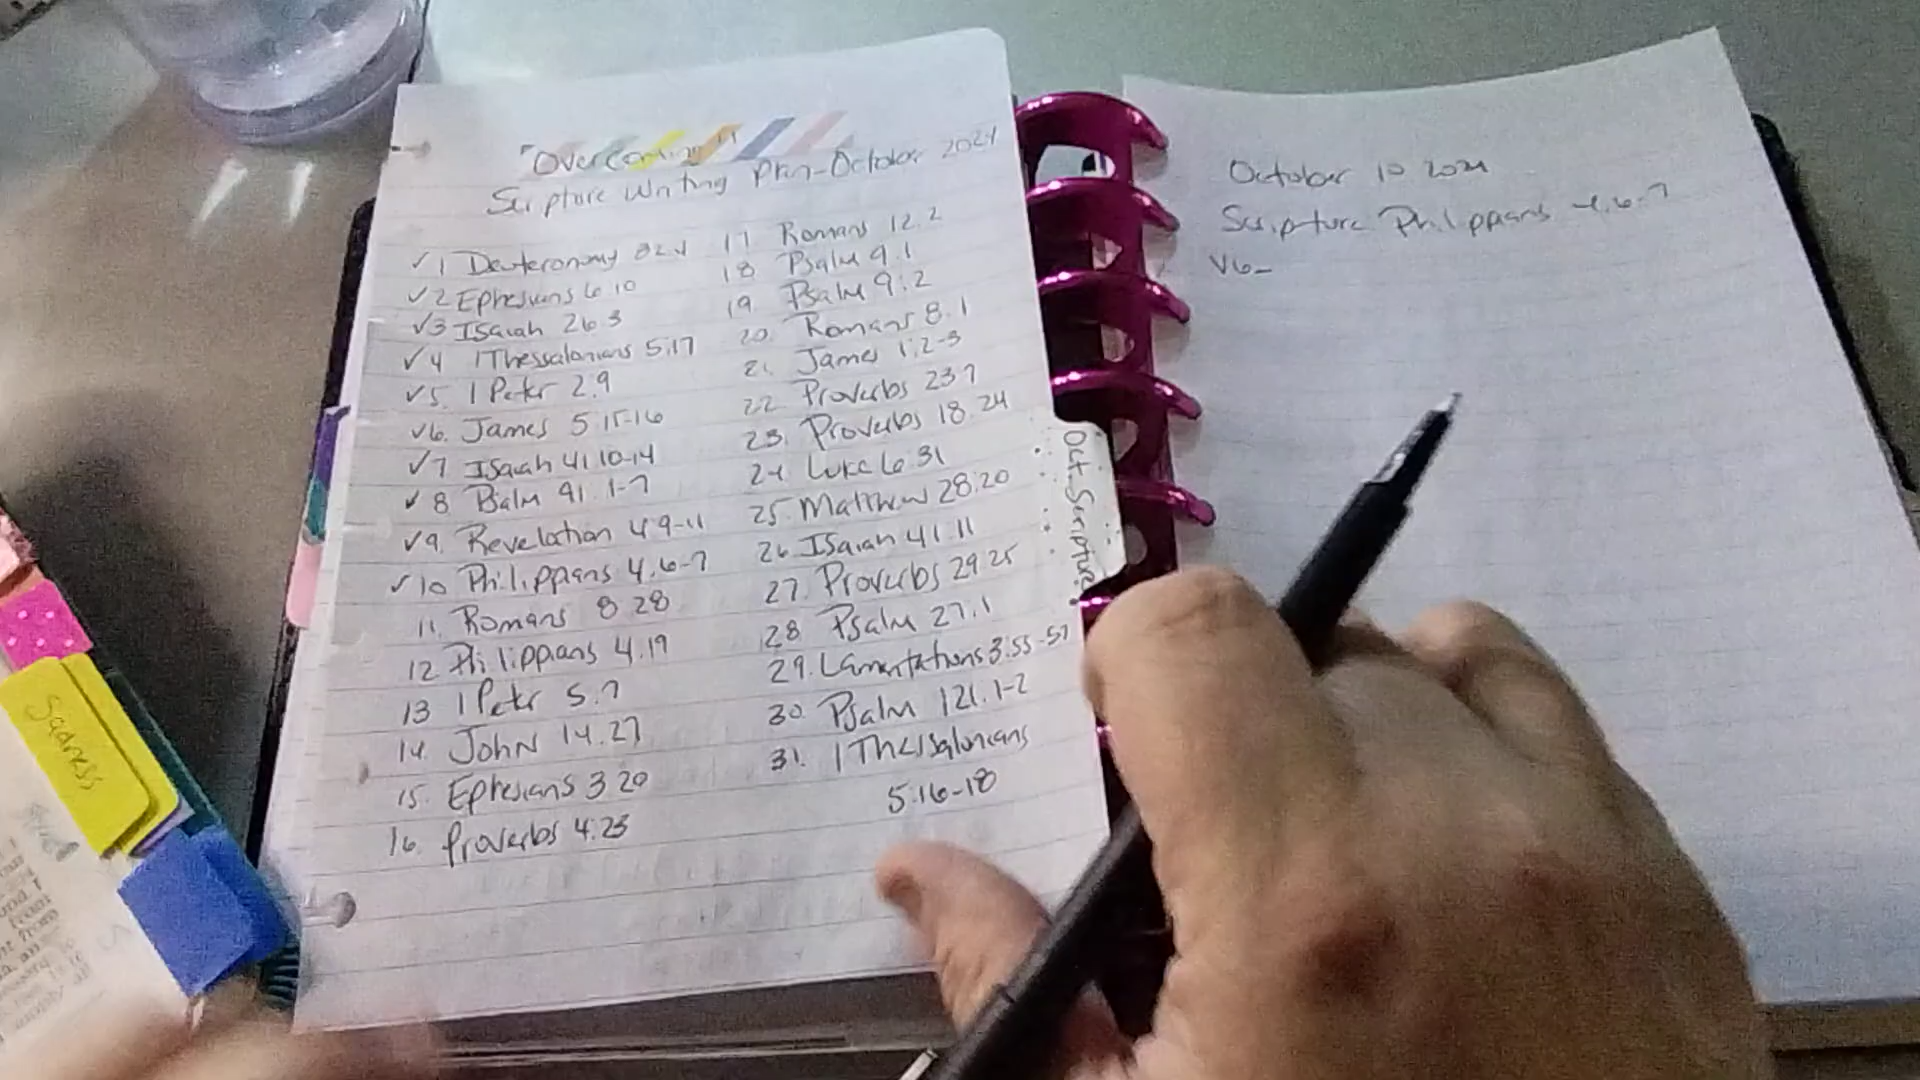 "Overcoming"
Scripture Writing Plan-October 2024
✓1 Deuteronomy
✓2 Ephesians 6.10
✓3 Isaiah 26.3
✓4 1 Thessalonians 5.17
✓5. 1 Peter 2.9
✓6. James 5.15-16
✓7 Isaiah 41.10-14
✓8 Psalm 91.1-7
✓9. Revelation 4.9-11
✓10 Philippians 4.6-7
11. Romans 8 28
12 Philippians 4.19
13 1 Peter 5.7
14. John 14.27
15. Ephesians 3 20
16. Proverbs 4.23
17 Romans 12.2
18 Psalm 9.1
19. Psalm 9:2
20. Romans 8.1
21. James 1.2-3
22 Proverbs 23 7
23. Proverbs 18.24
24 Luke 6.31
25. Matthew 28.20
26 Isaiah 41.11
27. Proverbs 29 25
28 Psalm 27.1
29. Lamentations 3.55-57
30. Psalm 121.1-2
31. 1 Thessalonians
5.16-18
Oct. Scripture
October 10 2024
Scripture Philippians 4.6-7
V6-
Sadness